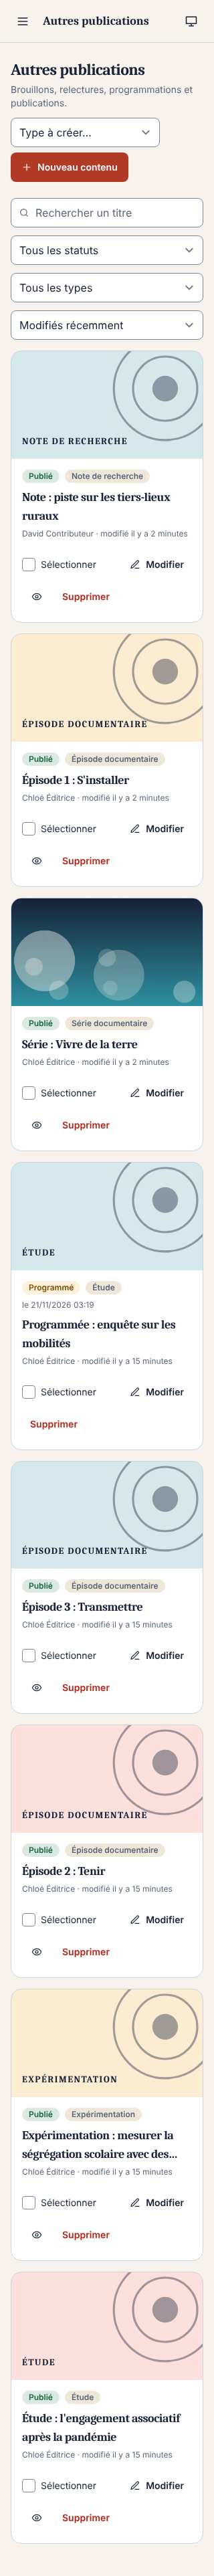 Autres publications
Autres publications
Brouillons, relectures, programmations et
publications.
Type à créer...
Nouveau contenu
Rechercher un titre
Tous les statuts
Tous les types
Modifiés récemment
NOTE DE RECHERCHE
Publié Note de recherche
Note : piste sur les tiers-lieux
ruraux
David Contributeur · modifié il y a 2 minutes
Sélectionner Modifier
Supprimer
ÉPISODE DOCUMENTAIRE
Publié Épisode documentaire
Épisode 1 : S'installer
Chloé Éditrice · modifié il y a 2 minutes
Sélectionner Modifier
Supprimer
Publié Série documentaire
Série : Vivre de la terre
Chloé Éditrice · modifié il y a 2 minutes
Sélectionner Modifier
Supprimer
ÉTUDE
Programmé Étude
le 21/11/2026 03:19
Programmée : enquête sur les
mobilités
Chloé Éditrice · modifié il y a 15 minutes
Sélectionner Modifier
Supprimer
ÉPISODE DOCUMENTAIRE
Publié Épisode documentaire
Épisode 3 : Transmettre
Chloé Éditrice · modifié il y a 15 minutes
Sélectionner Modifier
Supprimer
ÉPISODE DOCUMENTAIRE
Publié Épisode documentaire
Épisode 2 : Tenir
Chloé Éditrice · modifié il y a 15 minutes
Sélectionner Modifier
Supprimer
EXPÉRIMENTATION
Publié Expérimentation
Expérimentation : mesurer la
ségrégation scolaire avec des...
Chloé Éditrice · modifié il y a 15 minutes
Sélectionner Modifier
Supprimer
ÉTUDE
Publié Étude
Étude : l'engagement associatif
après la pandémie
Chloé Éditrice · modifié il y a 15 minutes
Sélectionner Modifier
Supprimer